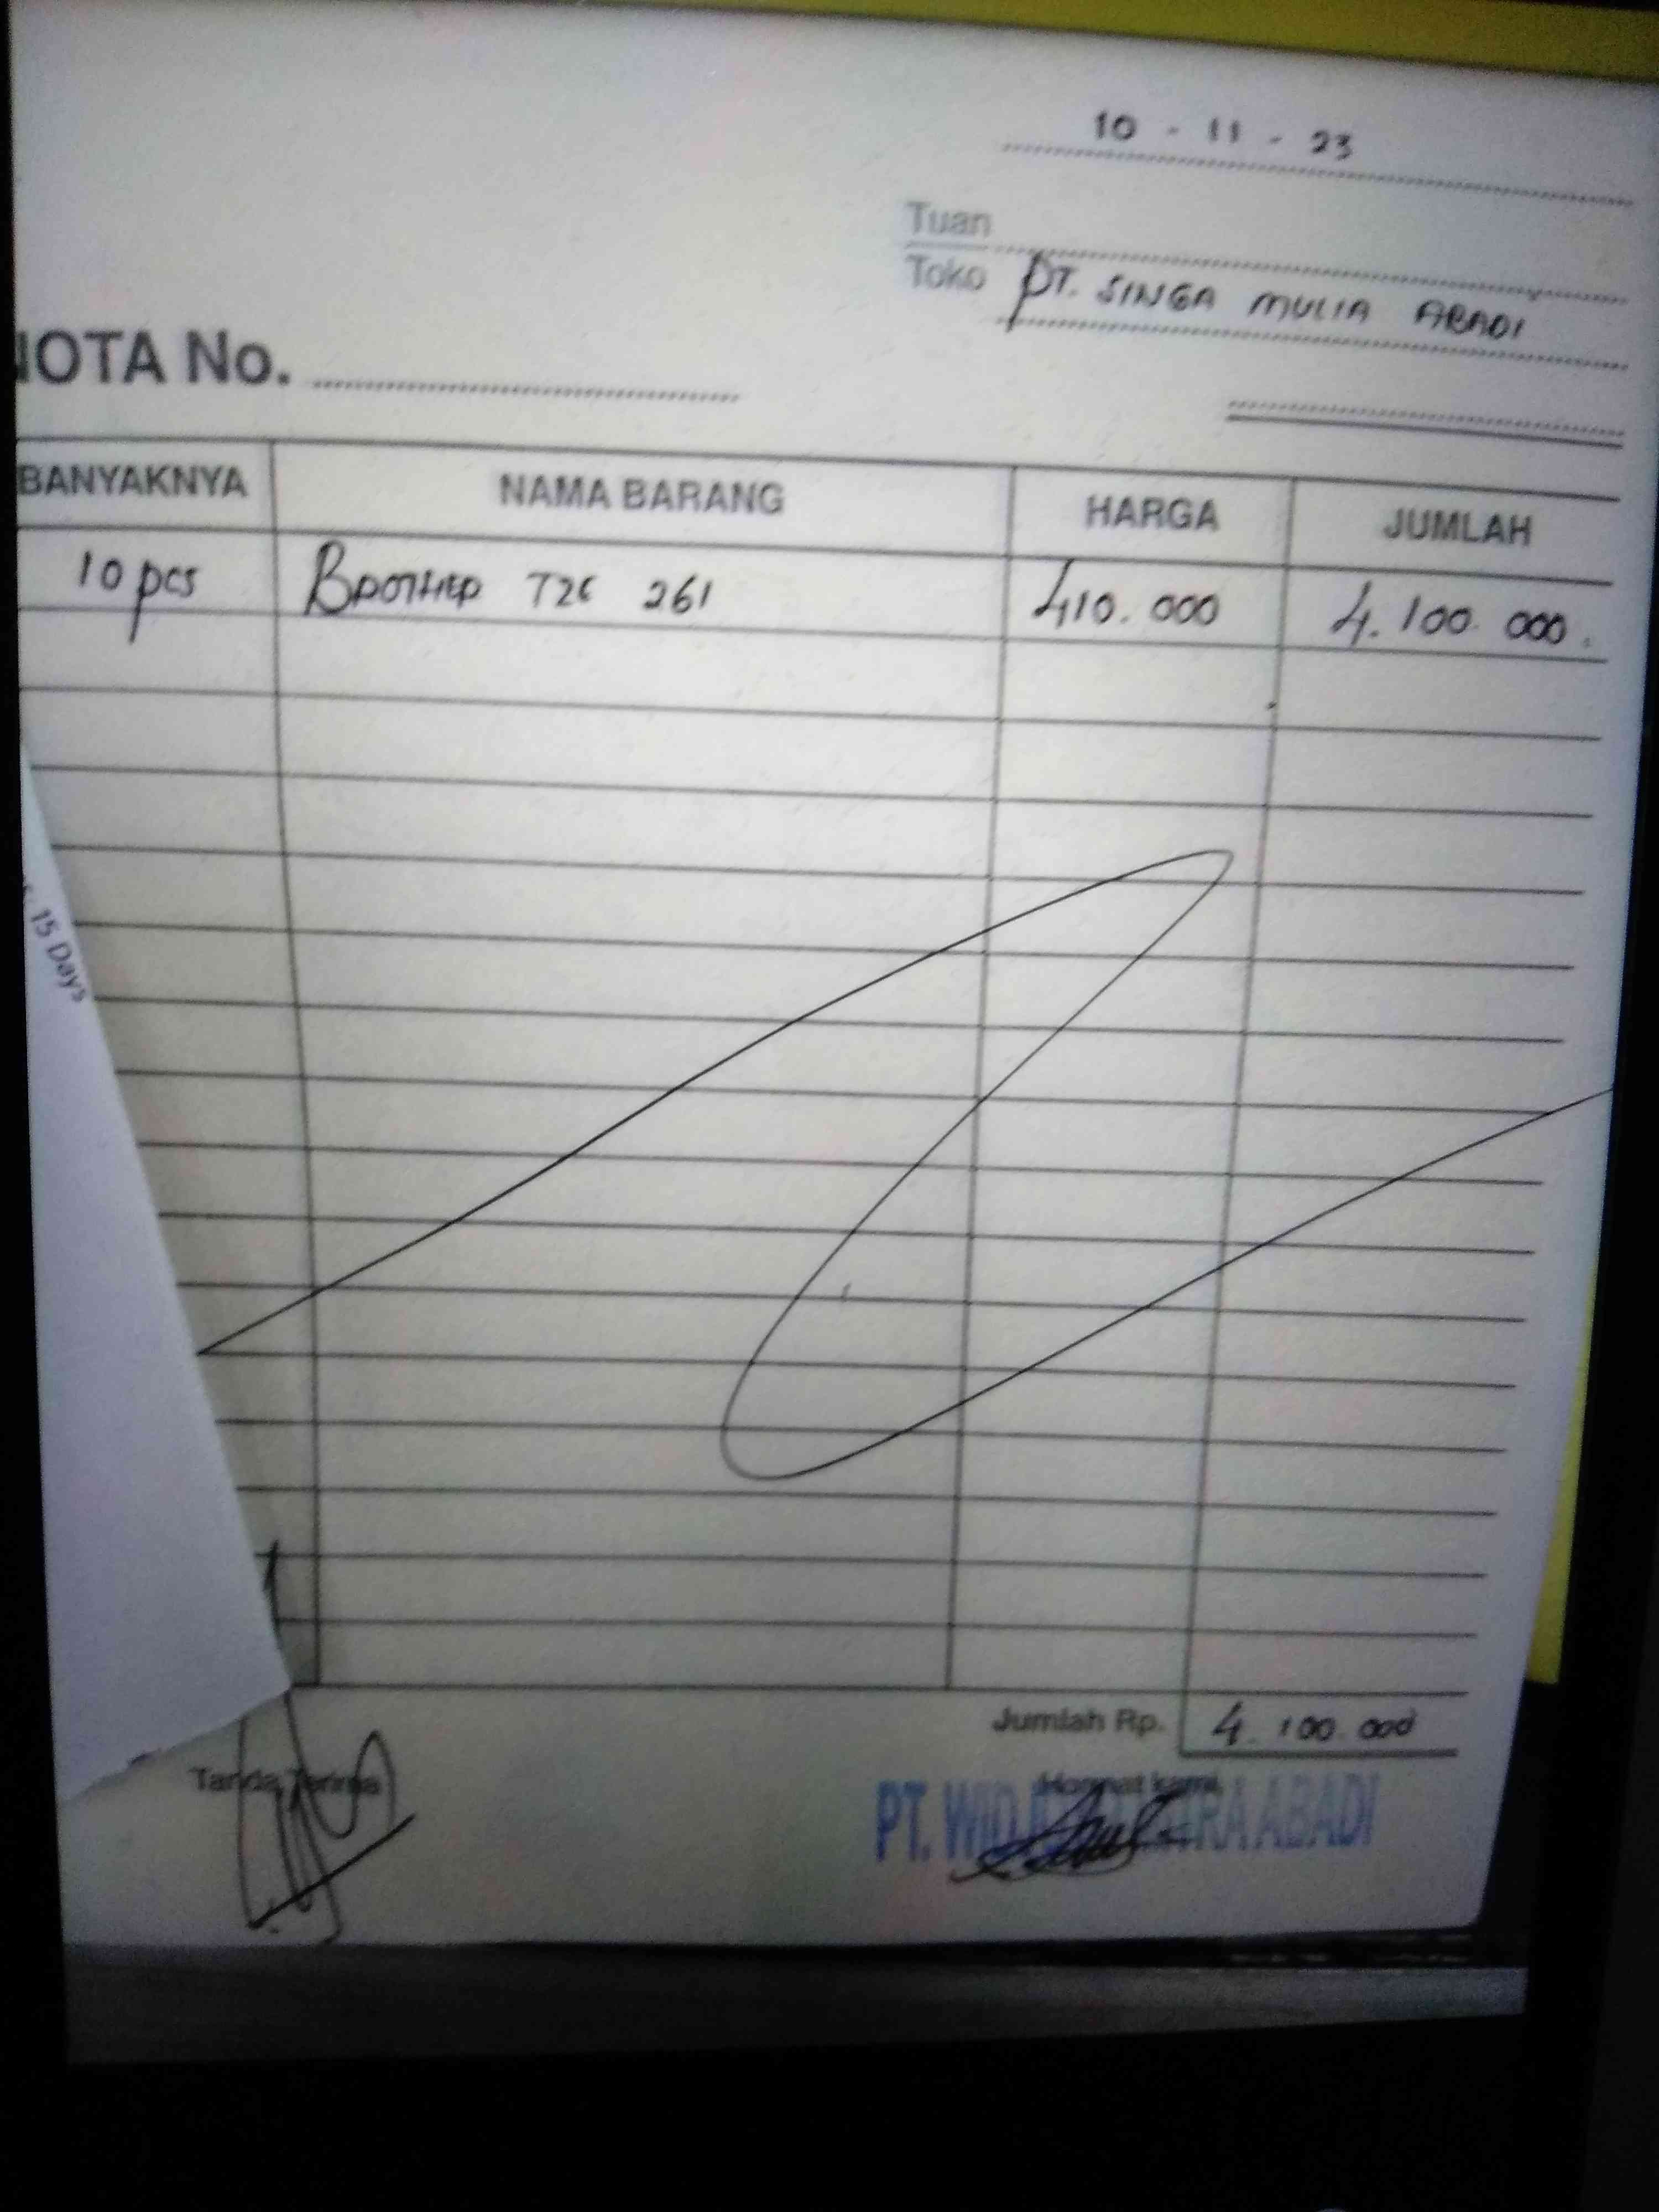 10 - 11 - 23
Tuan
Toko PT. SINGA MULIA ABADI
NOTA No.
BANYAKNYA NAMA BARANG HARGA JUMLAH
10 pcs BROTHER TZE 261 410.000 4.100.000.
15 Days
Jumlah Rp. 4.100.000
Tanda Terima Hormat kami,
PT. ABADI